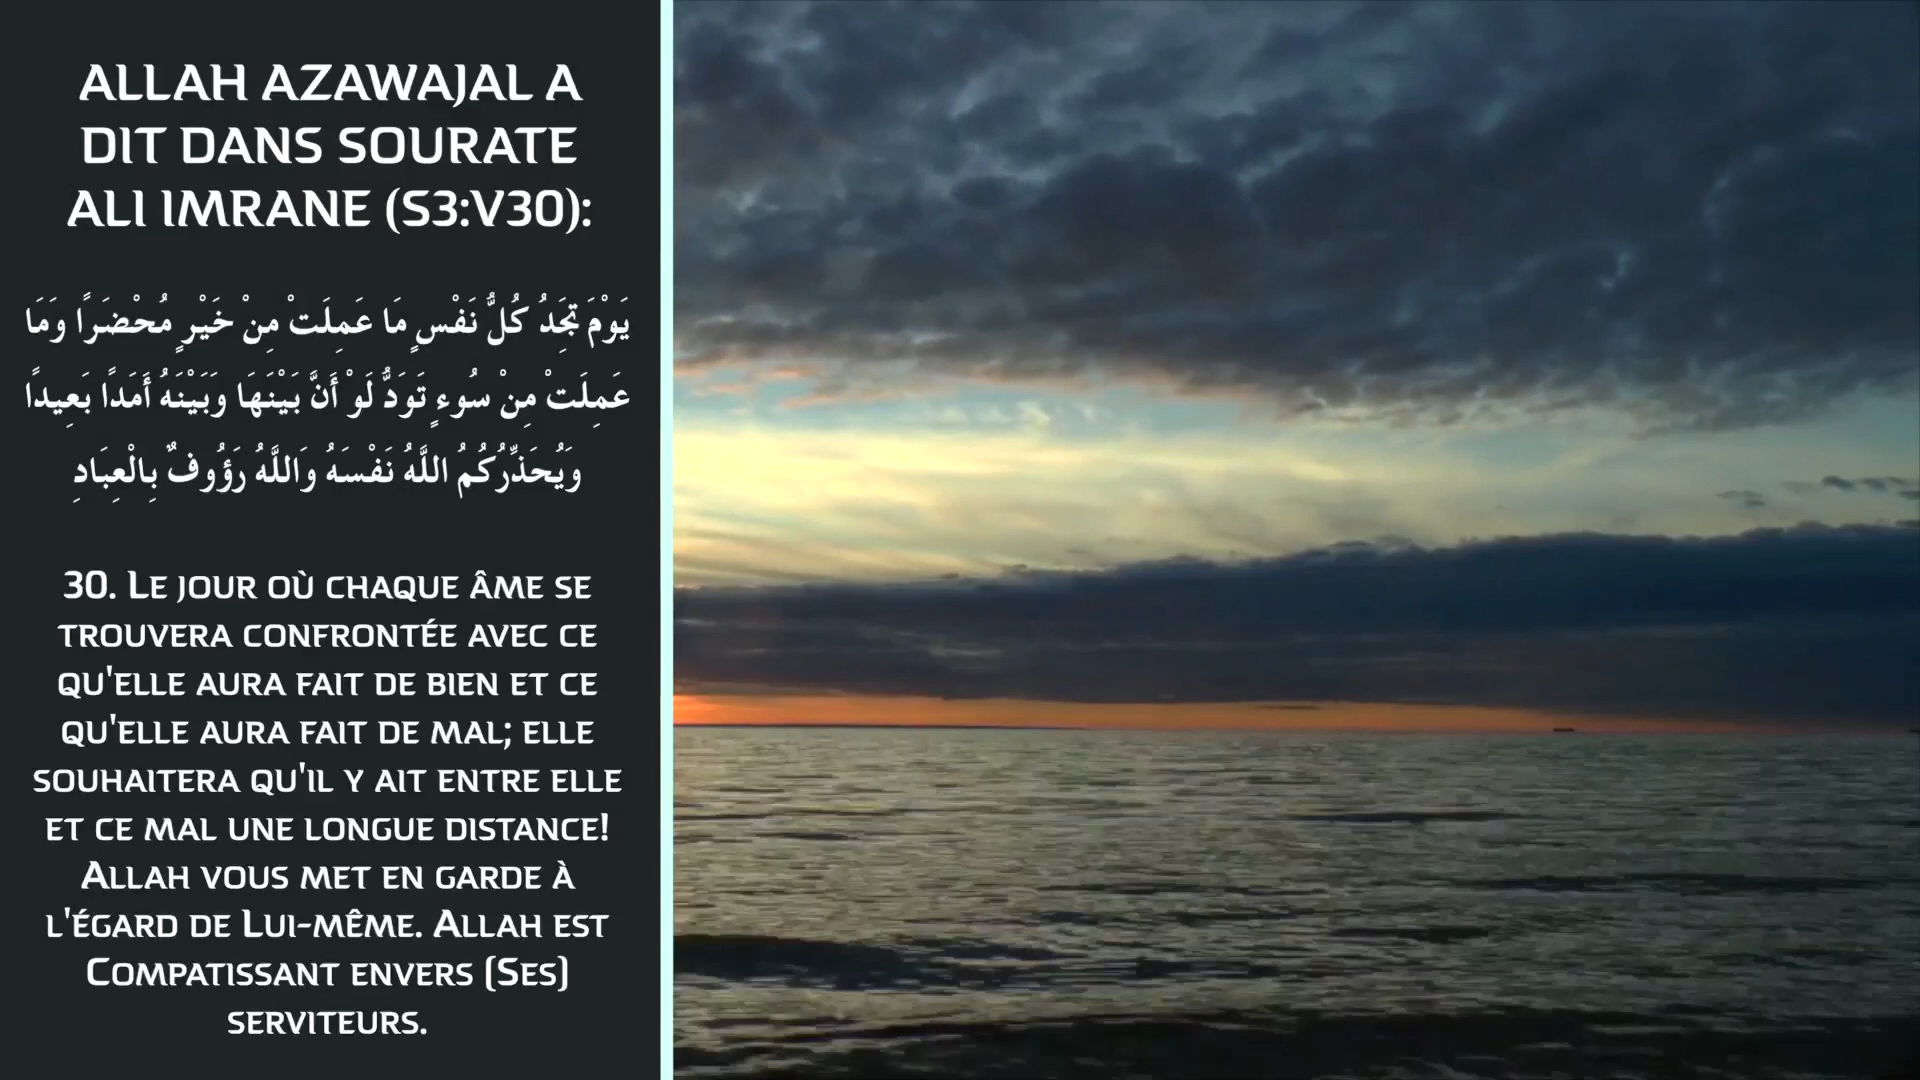 ALLAH AZAWAJAL A
DIT DANS SOURATE
ALI IMRANE (S3:V30):
يَوْمَ تَجِدُ كُلُّ نَفْسٍ مَا عَمِلَتْ مِنْ خَيْرٍ مُحْضَرًا وَمَا
عَمِلَتْ مِنْ سُوءٍ تَوَدُّ لَوْ أَنَّ بَيْنَهَا وَبَيْنَهُ أَمَدًا بَعِيدًا
وَيُحَذِّرُكُمُ اللَّهُ نَفْسَهُ وَاللَّهُ رَؤُوفٌ بِالْعِبَادِ
30. Le jour où chaque âme se
trouvera confrontée avec ce
qu'elle aura fait de bien et ce
qu'elle aura fait de mal; elle
souhaitera qu'il y ait entre elle
et ce mal une longue distance!
Allah vous met en garde à
l'égard de Lui-même. Allah est
Compatissant envers (Ses)
serviteurs.